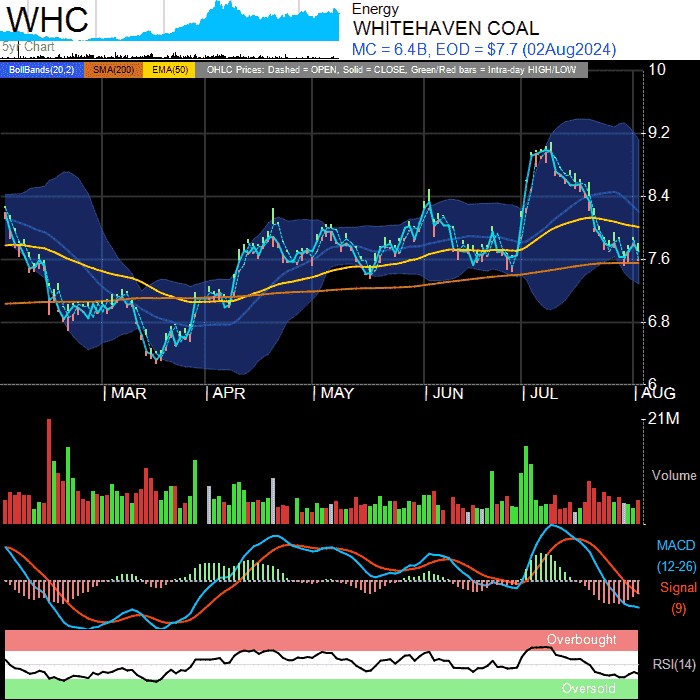 WHC
5yr Chart
Energy
WHITEHAVEN COAL
MC = 6.4B, EOD = $7.7 (02Aug2024)
BollBands(20,2) SMA(200) EMA(50) OHLC Prices: Dashed = OPEN, Solid = CLOSE, Green/Red bars = Intra-day HIGH/LOW
10
9.2
8.4
7.6
6.8
6
MAR APR MAY JUN JUL AUG
21M
Volume
MACD
(12-26)
Signal
(9)
Overbought
RSI(14)
Oversold